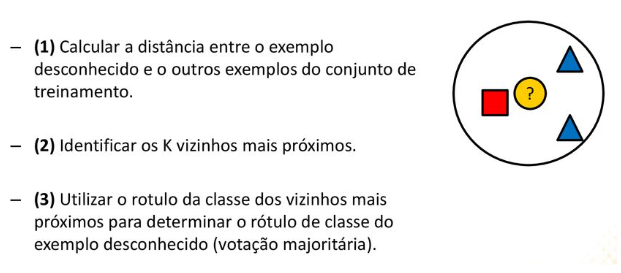 – (1) Calcular a distância entre o exemplo
desconhecido e o outros exemplos do conjunto de
treinamento.
– (2) Identificar os K vizinhos mais próximos.
– (3) Utilizar o rotulo da classe dos vizinhos mais
próximos para determinar o rótulo de classe do
exemplo desconhecido (votação majoritária).
?